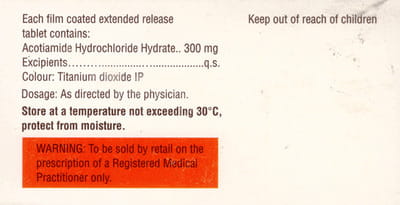 Each film coated extended release
tablet contains:
Acotiamide Hydrochloride Hydrate.. 300 mg
Excipients.............................q.s.
Colour: Titanium dioxide IP
Dosage: As directed by the physician.
Store at a temperature not exceeding 30°C,
protect from moisture.
WARNING: To be sold by retail on the
prescription of a Registered Medical
Practitioner only.
Keep out of reach of children